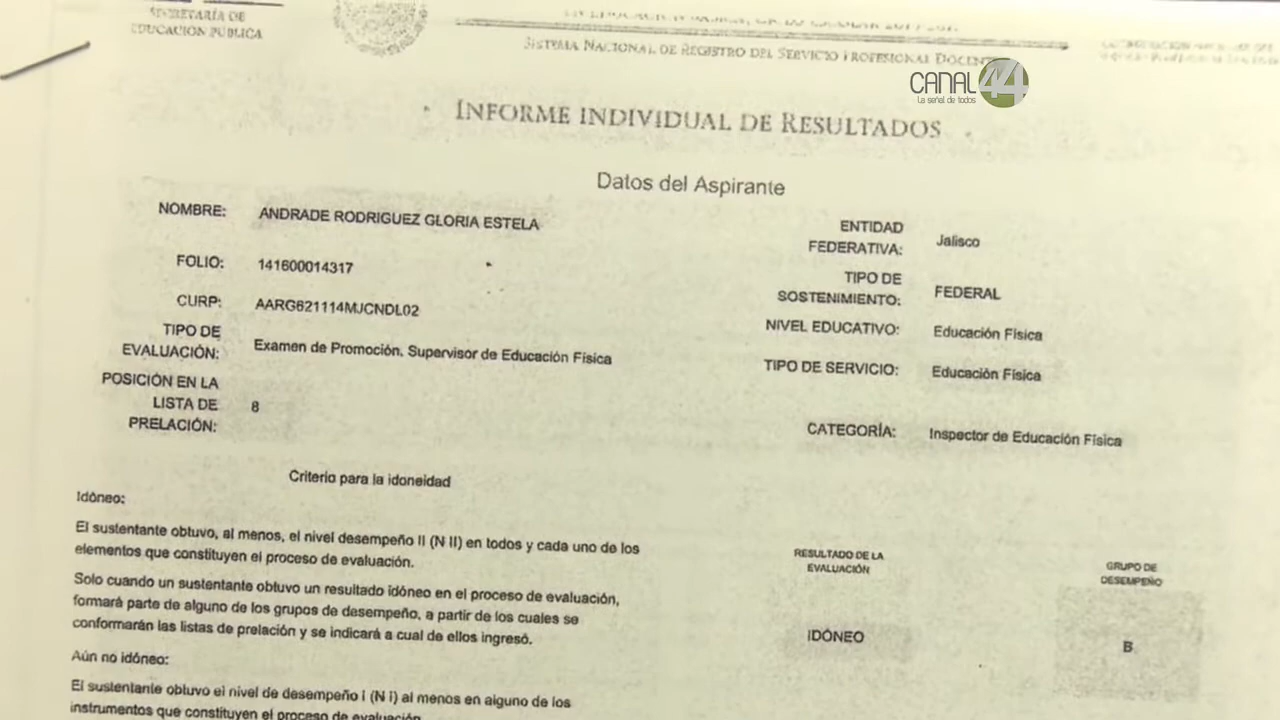 SECRETARÍA DE
EDUCACIÓN PÚBLICA
SISTEMA NACIONAL DE REGISTRO DEL SERVICIO PROFESIONAL DOCENTE
CANAL 44
La señal de todos
INFORME INDIVIDUAL DE RESULTADOS
Datos del Aspirante
NOMBRE: ANDRADE RODRIGUEZ GLORIA ESTELA
ENTIDAD
FEDERATIVA: Jalisco
FOLIO: 141600014317
TIPO DE
SOSTENIMIENTO: FEDERAL
CURP: AARG621114MJCNDL02
NIVEL EDUCATIVO: Educación Física
TIPO DE
EVALUACIÓN: Examen de Promoción. Supervisor de Educación Física
TIPO DE SERVICIO: Educación Física
POSICIÓN EN LA
LISTA DE 8
PRELACIÓN:
CATEGORÍA: Inspector de Educación Física
Criterio para la idoneidad
Idóneo:
El sustentante obtuvo, al menos, el nivel desempeño II (N II) en todos y cada uno de los
elementos que constituyen el proceso de evaluación.
Solo cuando un sustentante obtuvo un resultado idóneo en el proceso de evaluación,
formará parte de alguno de los grupos de desempeño, a partir de los cuales se
conformarán las listas de prelación y se indicará a cual de ellos ingresó.
RESULTADO DE LA
EVALUACIÓN
IDÓNEO
GRUPO DE
DESEMPEÑO
B
Aún no idóneo:
El sustentante obtuvo el nivel de desempeño I (N I) al menos en alguno de los
instrumentos que constituyen el proceso de evaluación.